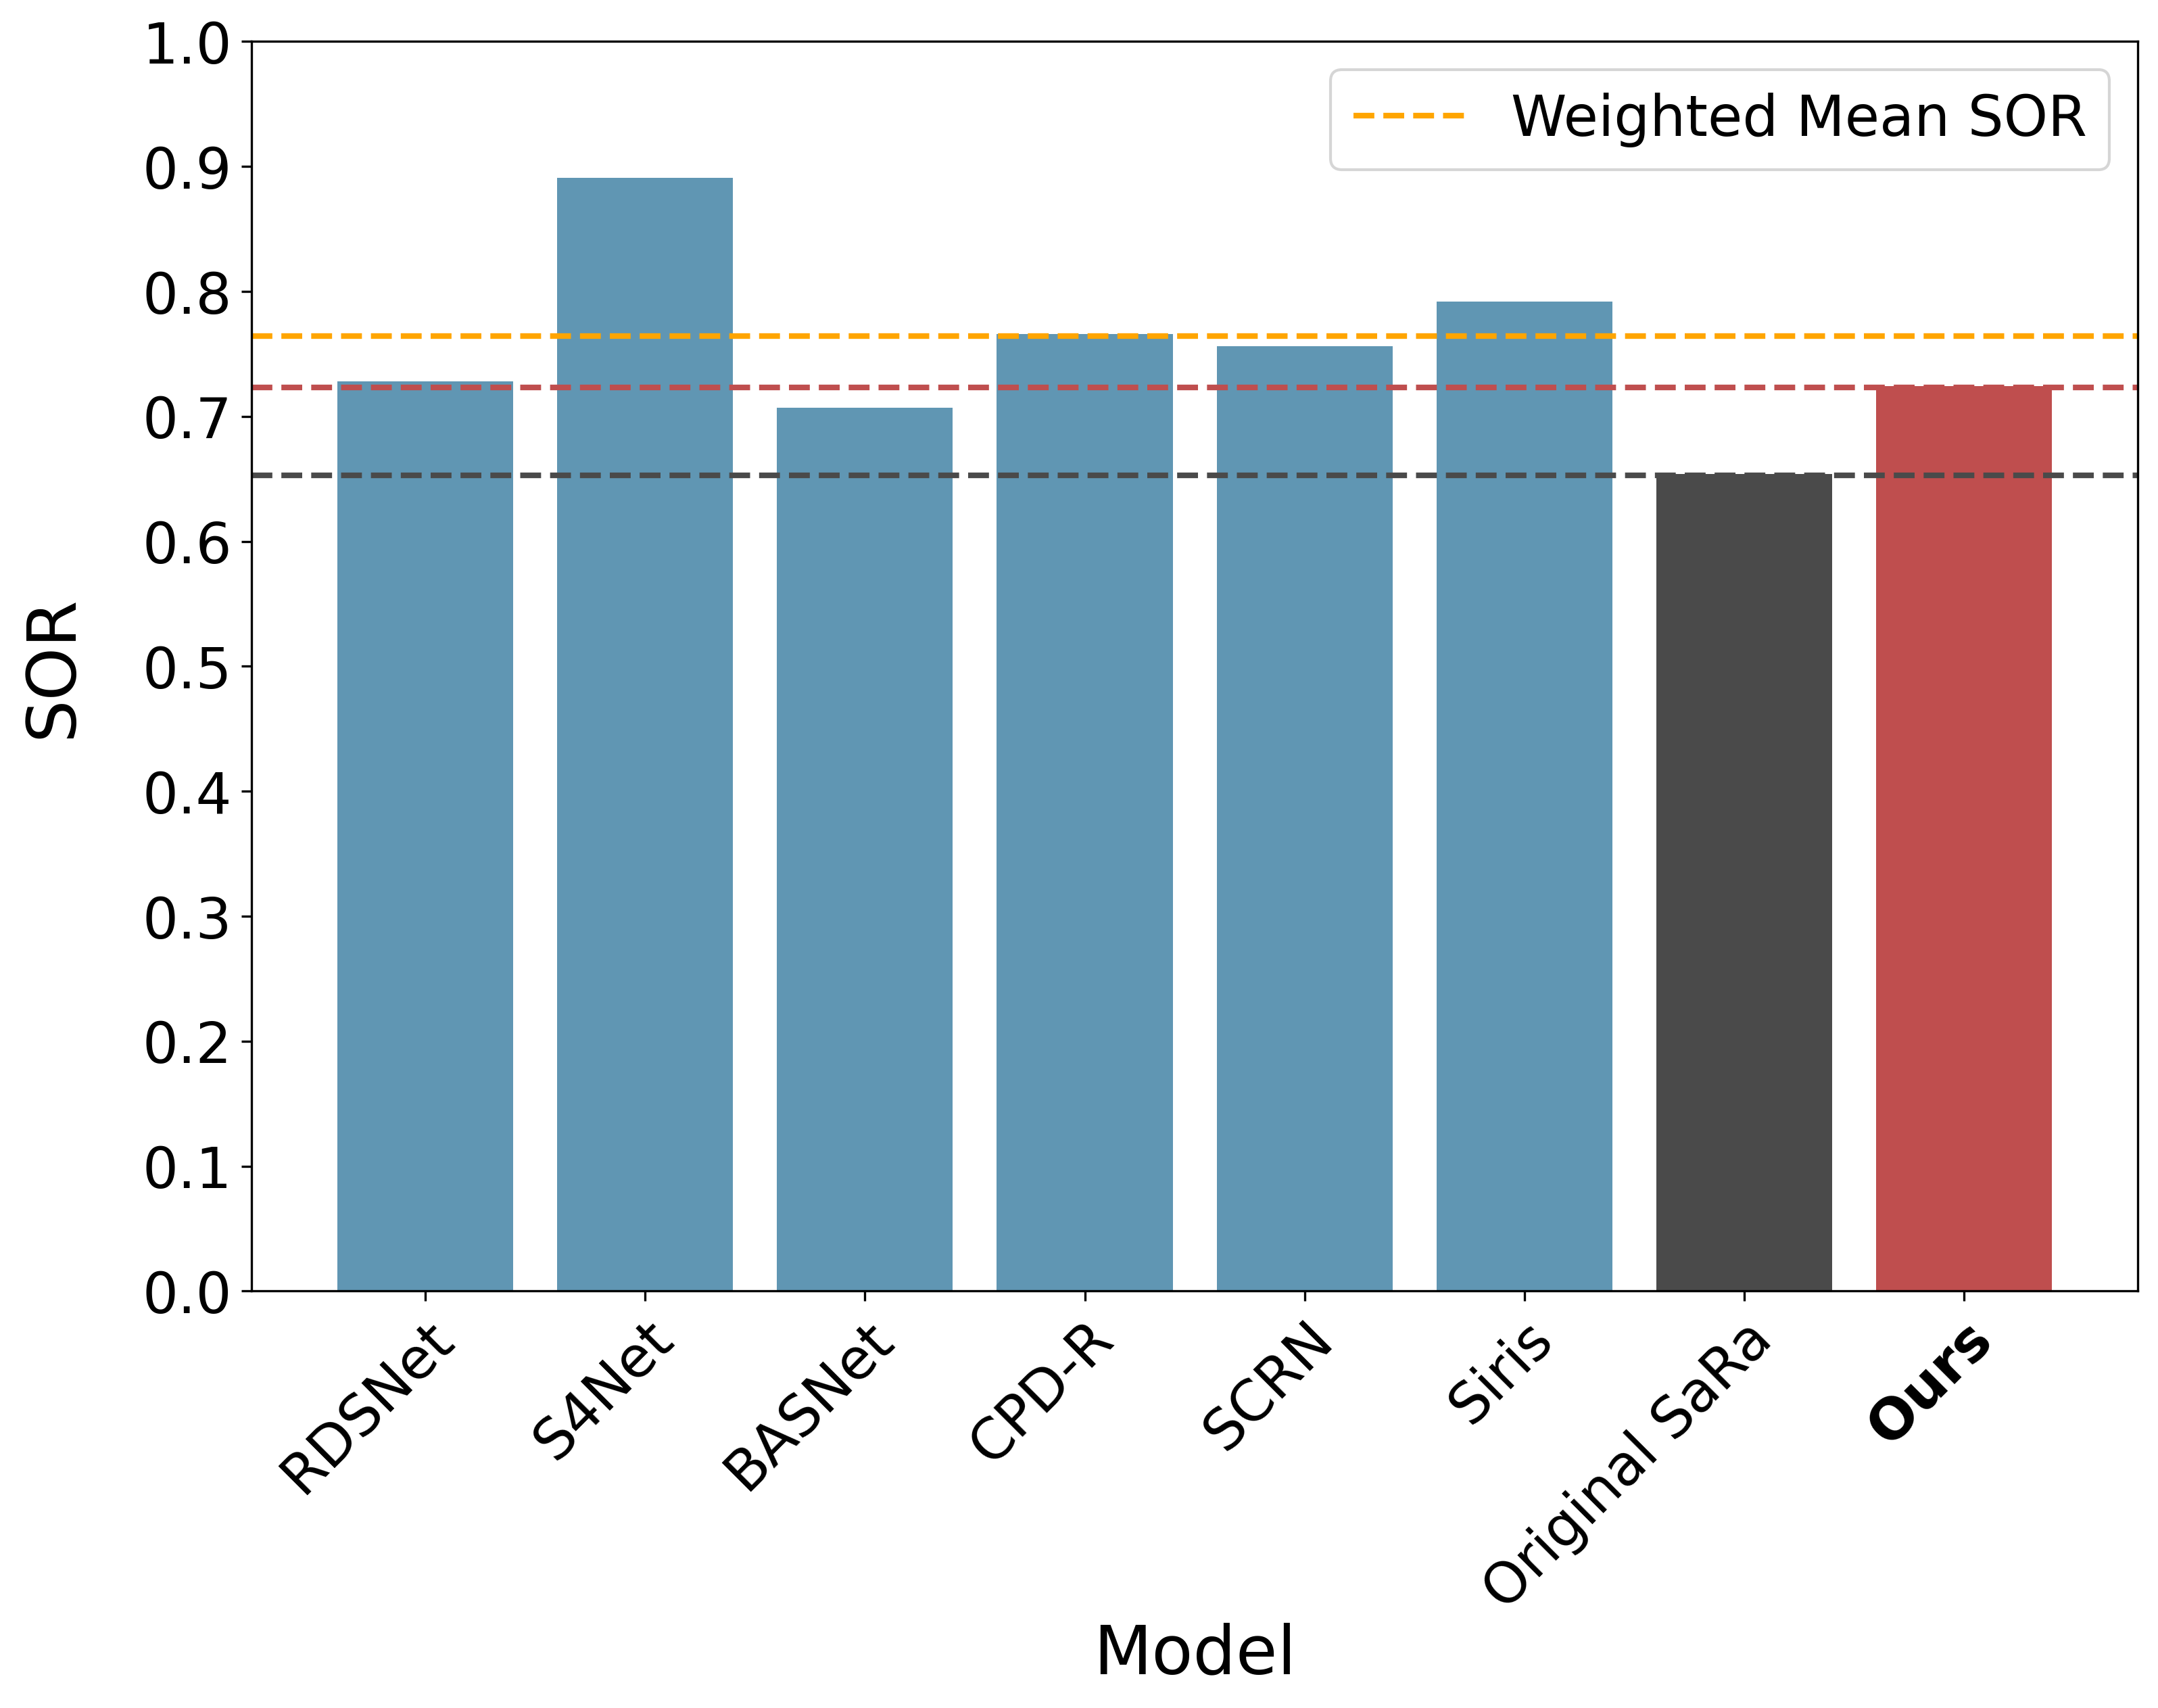 Weighted Mean SOR
SOR
1.0
0.9
0.8
0.7
0.6
0.5
0.4
0.3
0.2
0.1
0.0
RDSNet
S4Net
BASNet
CPD-R
SCRN
Siris
Original SaRa
Ours
Model